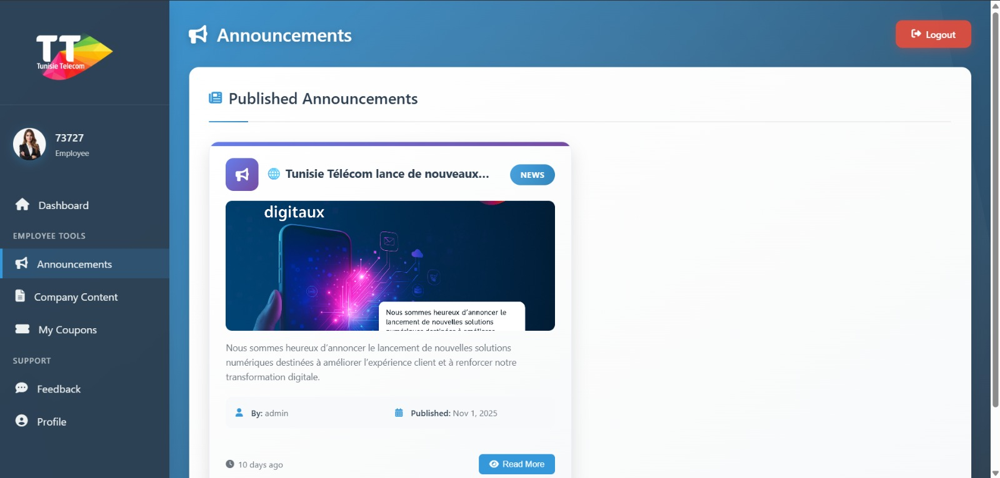 TT
Tunisie Telecom
73727
Employee
Dashboard
EMPLOYEE TOOLS
Announcements
Company Content
My Coupons
SUPPORT
Feedback
Profile
Announcements
Logout
Published Announcements
Tunisie Télécom lance de nouveaux...
NEWS
digitaux
Nous sommes heureux d’annoncer le
lancement de nouvelles solutions
numériques destinées à améliorer
Nous sommes heureux d’annoncer le lancement de nouvelles solutions
numériques destinées à améliorer l’expérience client et à renforcer notre
transformation digitale.
By: admin
Published: Nov 1, 2025
10 days ago
Read More